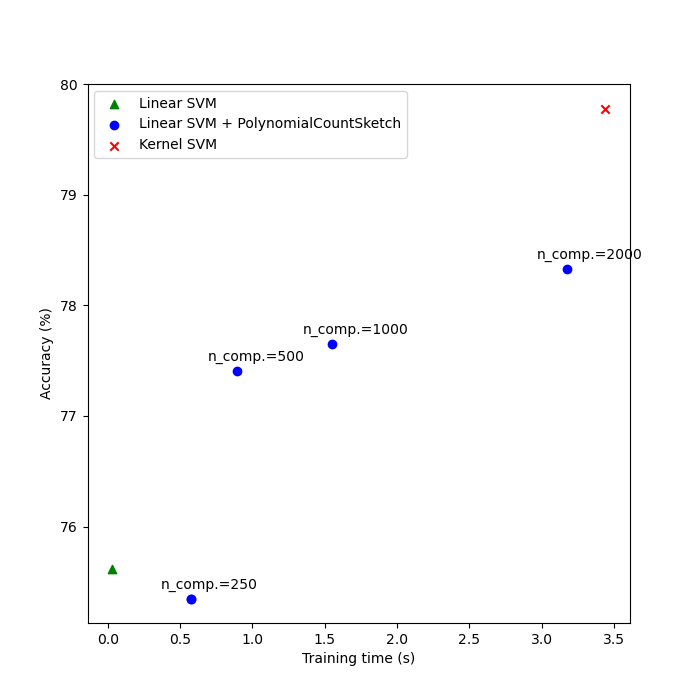 80
Linear SVM
Linear SVM + PolynomialCountSketch
Kernel SVM
79
n_comp.=2000
78
n_comp.=1000
n_comp.=500
Accuracy (%)
77
76
n_comp.=250
0.0 0.5 1.0 1.5 2.0 2.5 3.0 3.5
Training time (s)